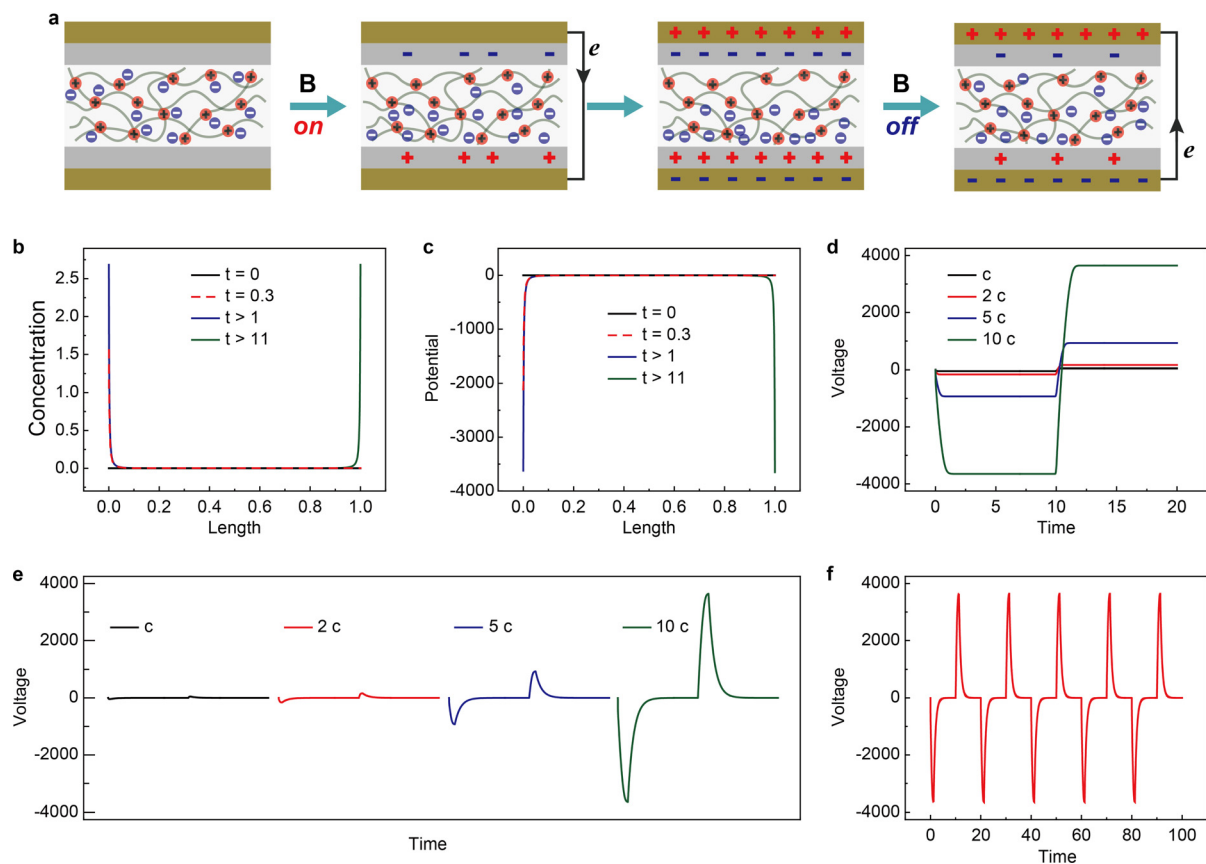 a
B
on
e
B
off
e
b
Concentration
2.5
2.0
1.5
1.0
0.5
0.0
t = 0
t = 0.3
t > 1
t > 11
0.0 0.2 0.4 0.6 0.8 1.0
Length
c
Potential
0
-1000
-2000
-3000
-4000
t = 0
t = 0.3
t > 1
t > 11
0.0 0.2 0.4 0.6 0.8 1.0
Length
d
Voltage
4000
2000
0
-2000
-4000
c
2 c
5 c
10 c
0 5 10 15 20
Time
e
Voltage
4000
2000
0
-2000
-4000
c
2 c
5 c
10 c
Time
f
Voltage
4000
2000
0
-2000
-4000
0 20 40 60 80 100
Time